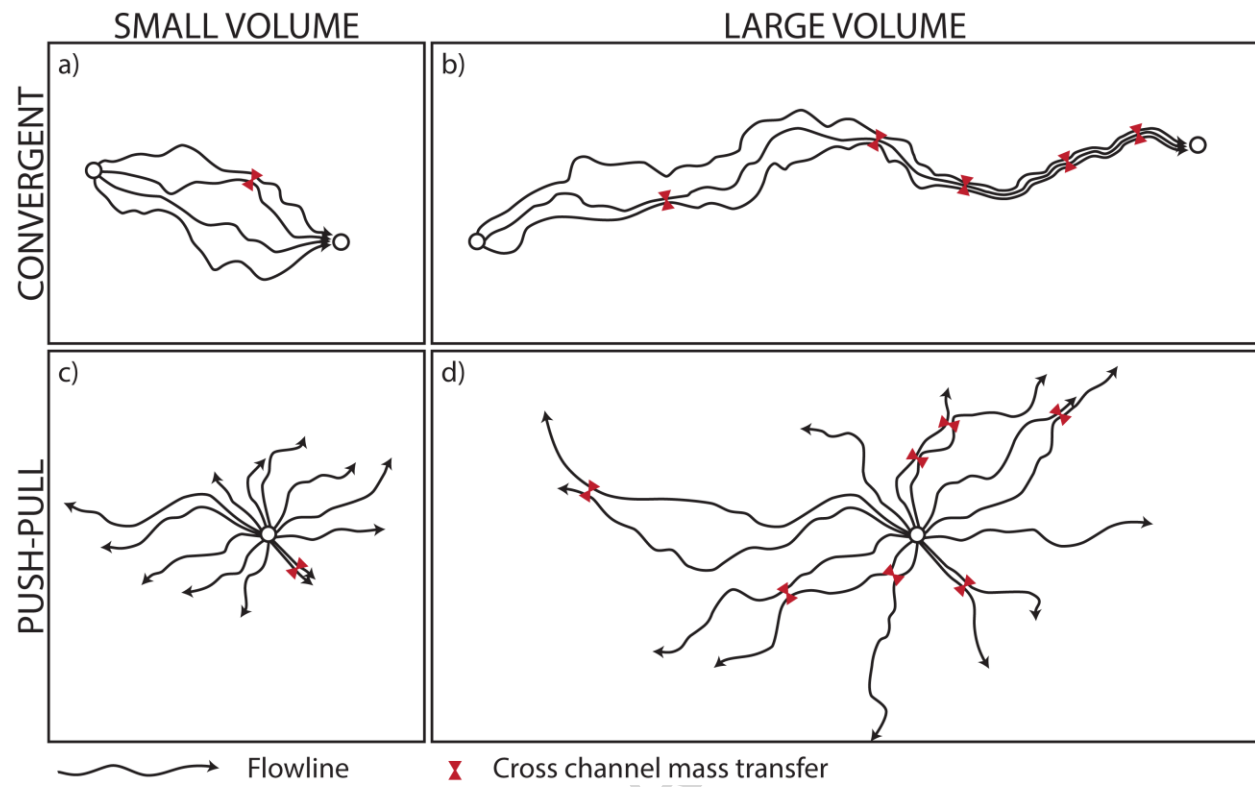 SMALL VOLUME
LARGE VOLUME
CONVERGENT
a)
b)
PUSH-PULL
c)
d)
Flowline
Cross channel mass transfer